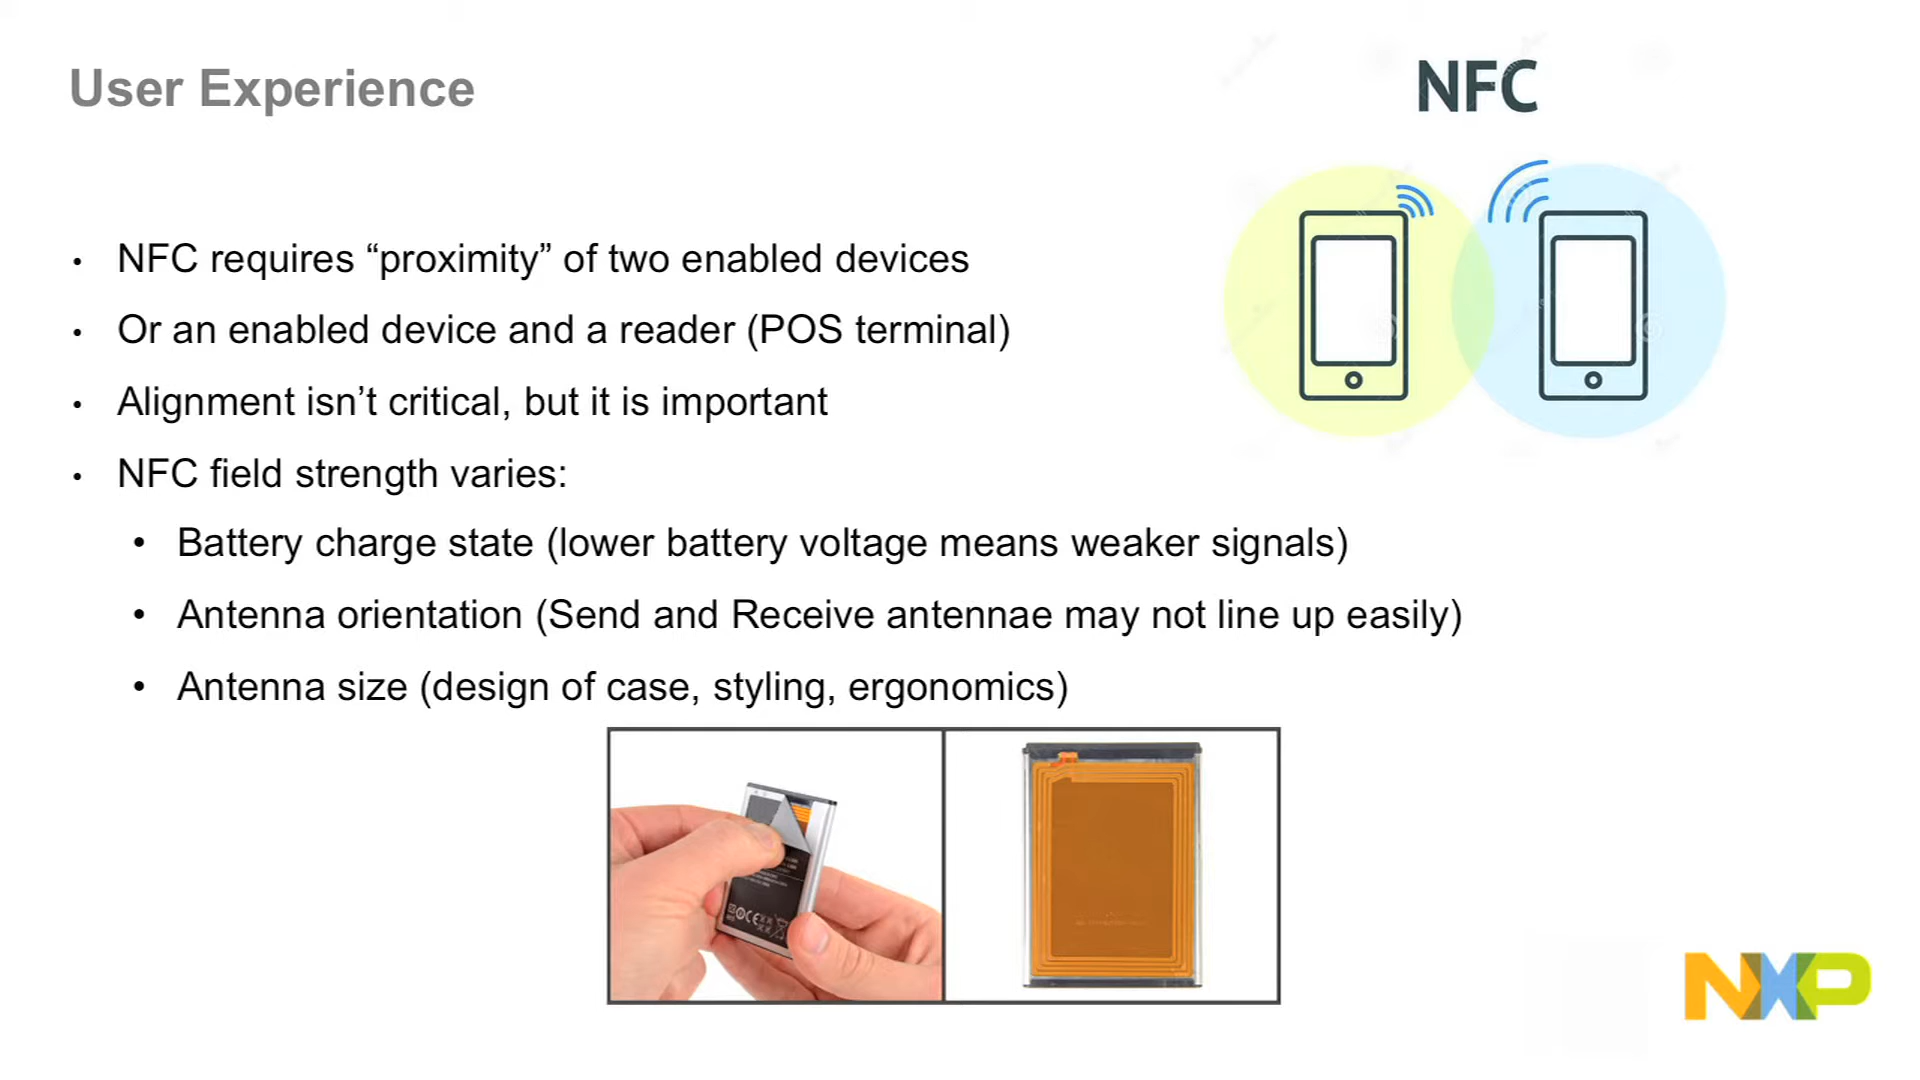 User Experience
NFC
NFC requires “proximity” of two enabled devices
Or an enabled device and a reader (POS terminal)
Alignment isn’t critical, but it is important
NFC field strength varies:
Battery charge state (lower battery voltage means weaker signals)
Antenna orientation (Send and Receive antennae may not line up easily)
Antenna size (design of case, styling, ergonomics)
NXP